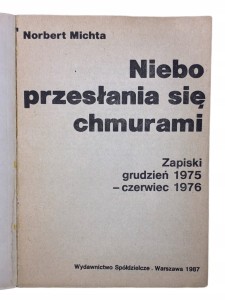 Norbert Michta
Niebo
przesłania się
chmurami
Zapiski
grudzień 1975
– czerwiec 1976
Wydawnictwo Spółdzielcze · Warszawa 1987